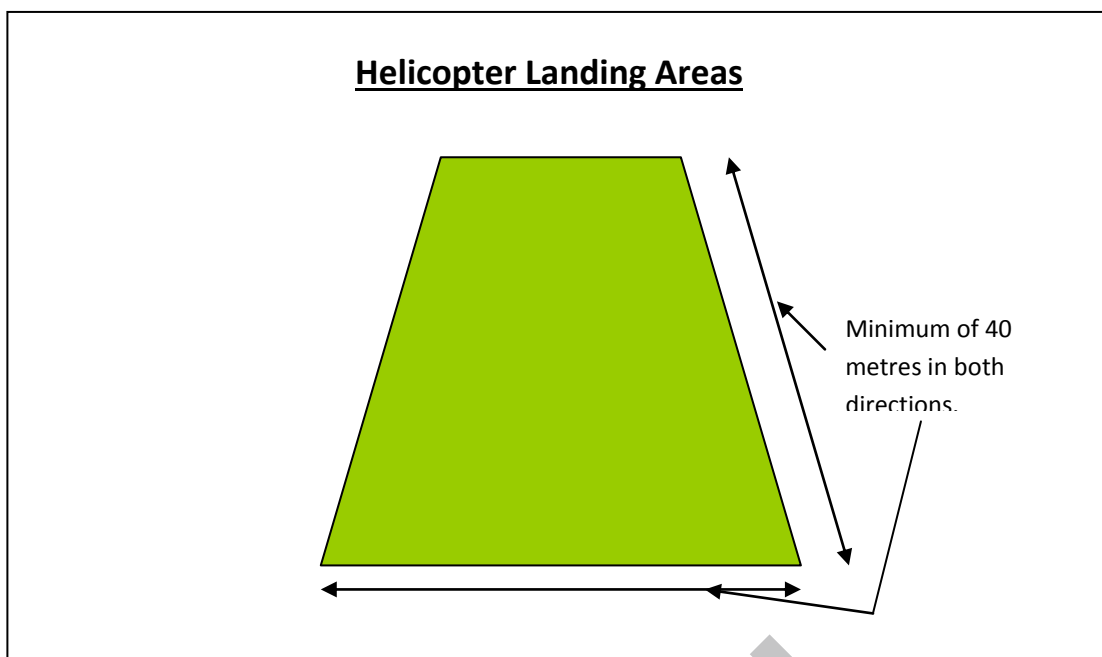 Helicopter Landing Areas
Minimum of 40
metres in both
directions.